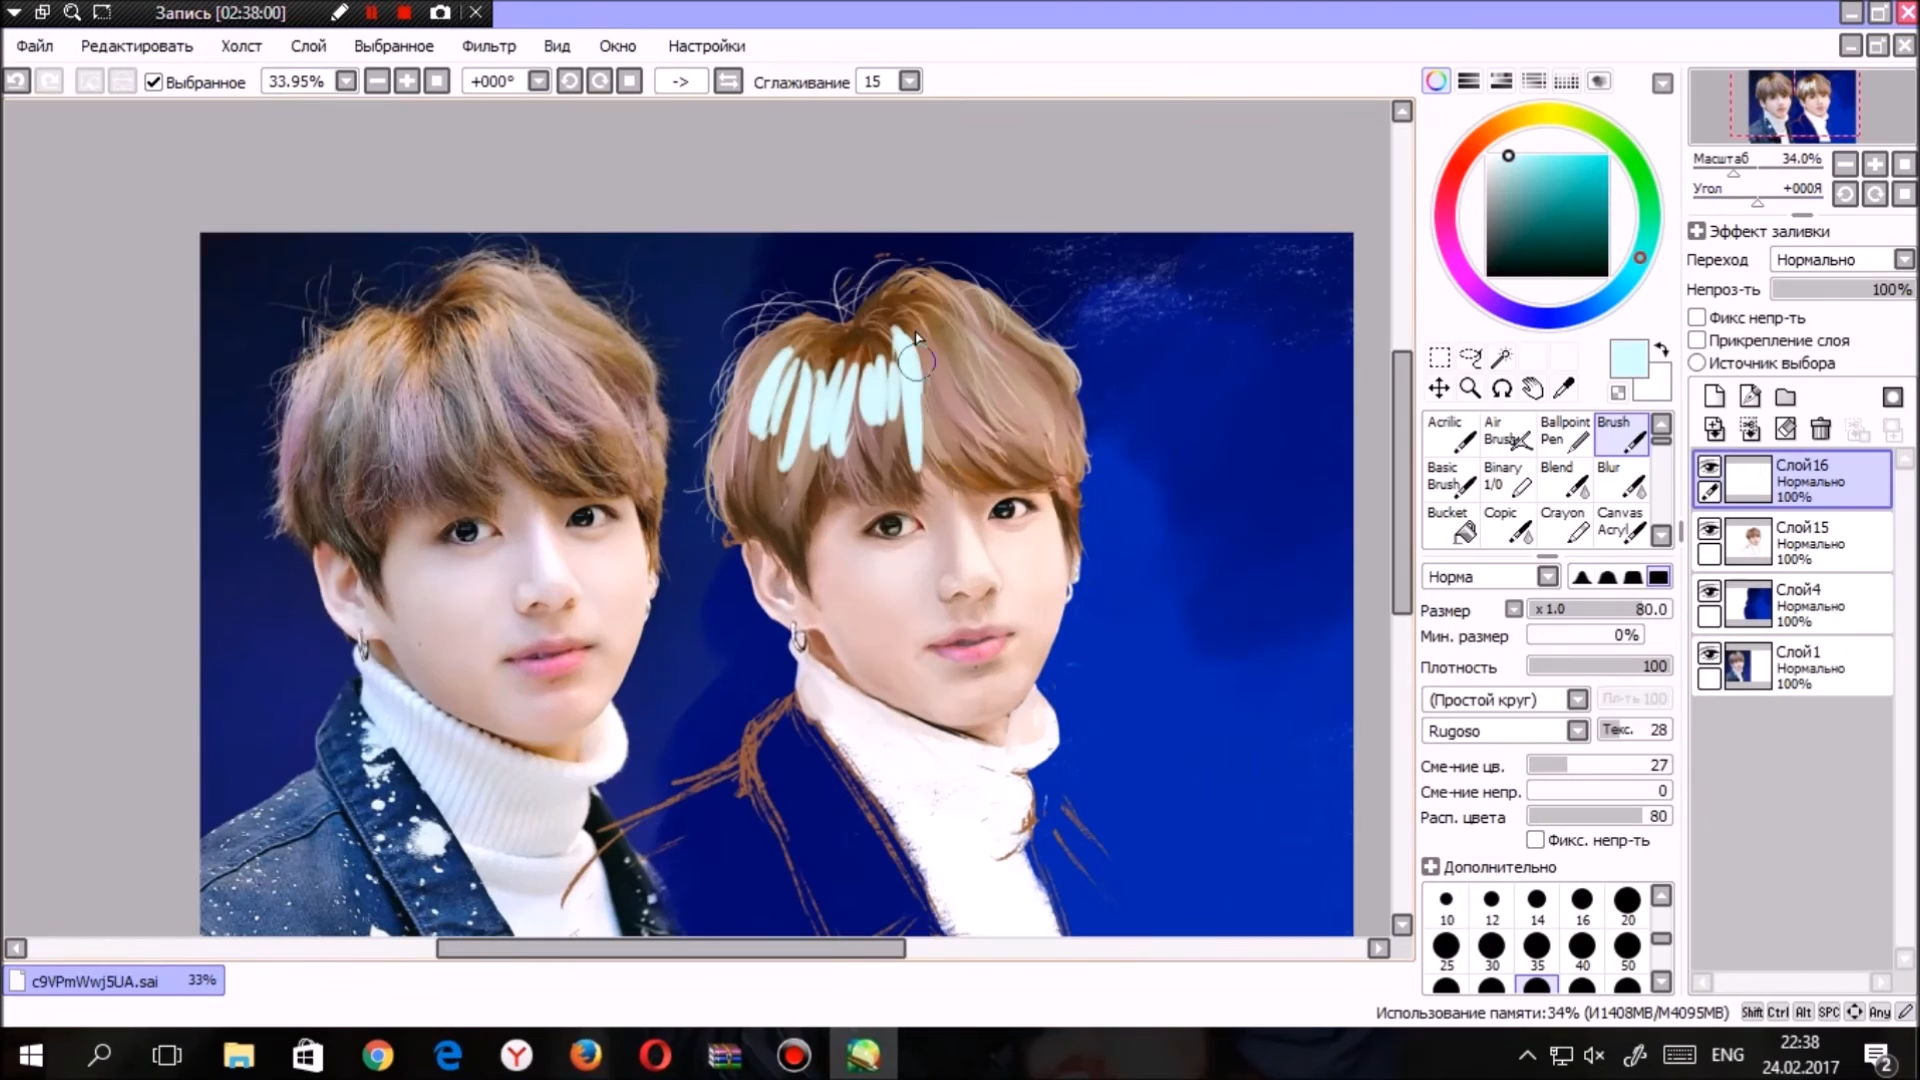 Запись [02:38:00]
Файл Редактировать Холст Слой Выбранное Фильтр Вид Окно Настройки
Выбранное 33.95% +000° -> Сглаживание 15
Масштаб 34.0%
Угол +000Я
Эффект заливки
Переход Нормально
Непроз-ть 100%
Фикс непр-ть
Прикрепление слоя
Источник выбора
Acrilic Air Brush Ballpoint Pen Brush
Basic Brush Binary 1/0 Blend Blur
Bucket Copic Crayon Canvas Acryl
Норма
Размер x 1.0 80.0
Мин. размер 0%
Плотность 100
(Простой круг) Пл-ть 100
Rugoso Текс. 28
Сме-ние цв. 27
Сме-ние непр. 0
Расп. цвета 80
Фикс. непр-ть
Дополнительно
10 12 14 16 20
25 30 35 40 50
Слой16
Нормально
100%
Слой15
Нормально
100%
Слой4
Нормально
100%
Слой1
Нормально
100%
c9VPmWwj5UA.sai 33%
Использование памяти:34% (И1408MB/M4095MB) Shift Ctrl Alt SPC Any
ENG
22:38
24.02.2017
2